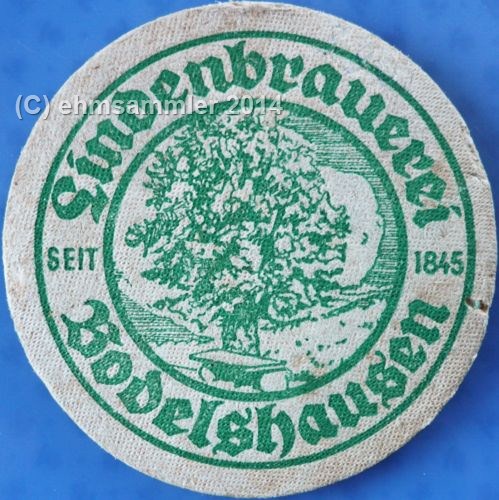 Lindenbrauerei
SEIT 1845
Bodelshausen
(C) ehmsammler 2014